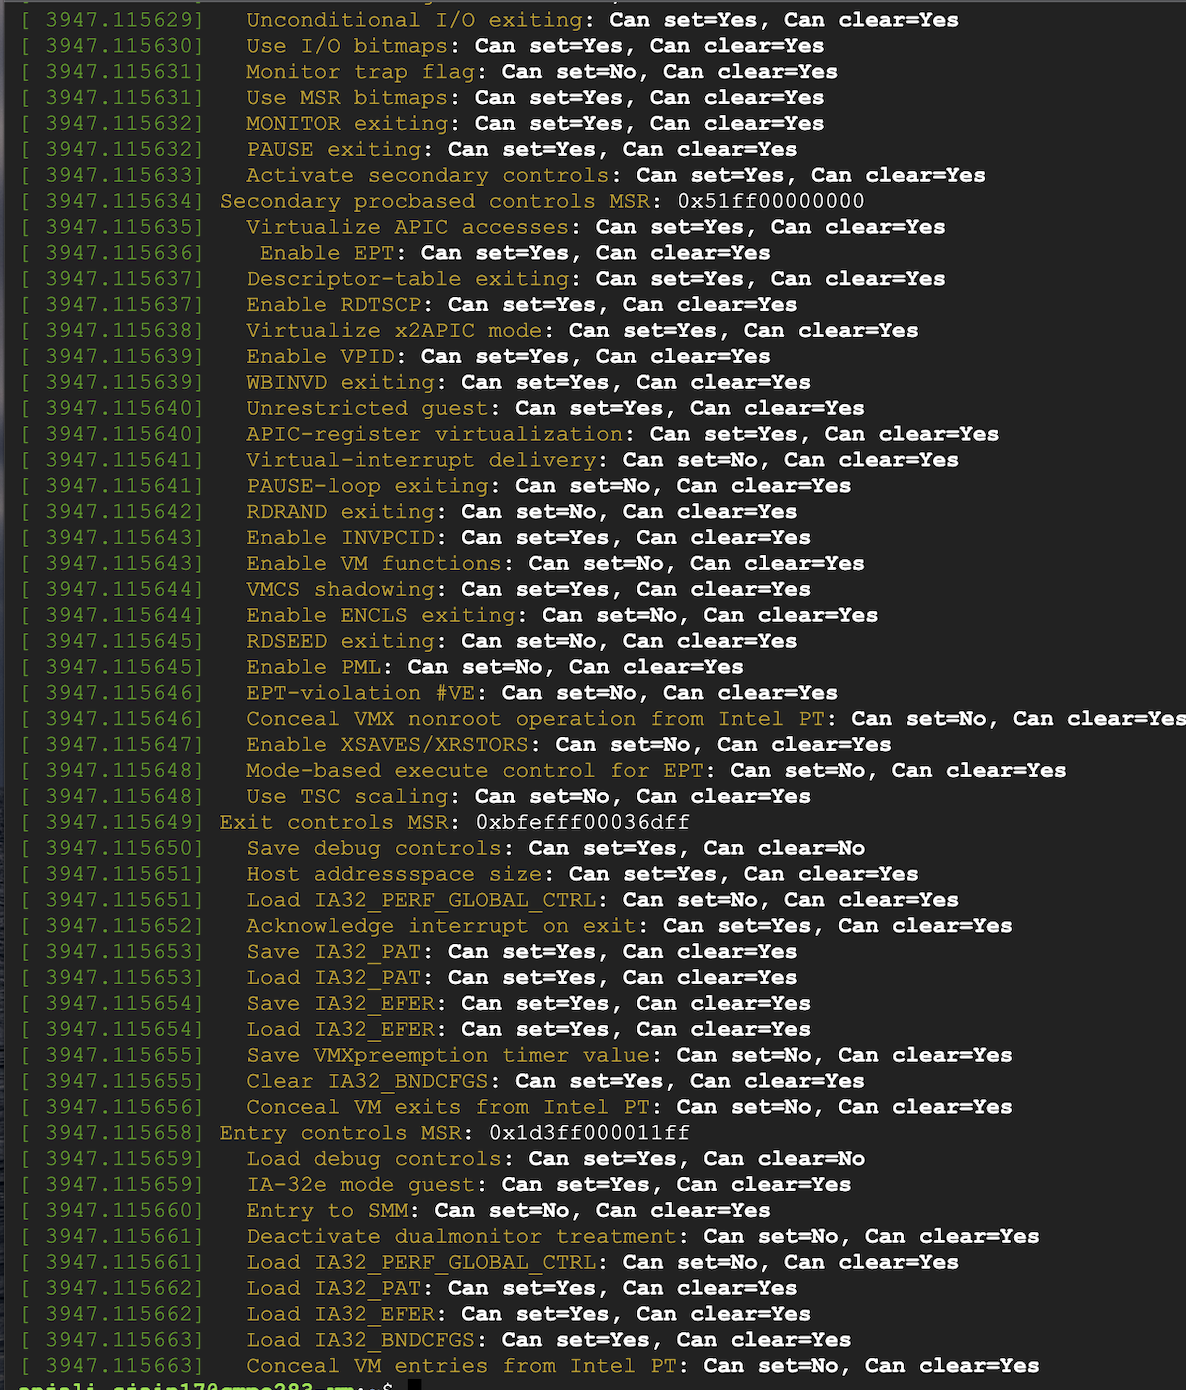 [ 3947.115629]   Unconditional I/O exiting: Can set=Yes, Can clear=Yes
[ 3947.115630]   Use I/O bitmaps: Can set=Yes, Can clear=Yes
[ 3947.115631]   Monitor trap flag: Can set=No, Can clear=Yes
[ 3947.115631]   Use MSR bitmaps: Can set=Yes, Can clear=Yes
[ 3947.115632]   MONITOR exiting: Can set=Yes, Can clear=Yes
[ 3947.115632]   PAUSE exiting: Can set=Yes, Can clear=Yes
[ 3947.115633]   Activate secondary controls: Can set=Yes, Can clear=Yes
[ 3947.115634] Secondary procbased controls MSR: 0x51ff00000000
[ 3947.115635]   Virtualize APIC accesses: Can set=Yes, Can clear=Yes
[ 3947.115636]    Enable EPT: Can set=Yes, Can clear=Yes
[ 3947.115637]   Descriptor-table exiting: Can set=Yes, Can clear=Yes
[ 3947.115637]   Enable RDTSCP: Can set=Yes, Can clear=Yes
[ 3947.115638]   Virtualize x2APIC mode: Can set=Yes, Can clear=Yes
[ 3947.115639]   Enable VPID: Can set=Yes, Can clear=Yes
[ 3947.115639]   WBINVD exiting: Can set=Yes, Can clear=Yes
[ 3947.115640]   Unrestricted guest: Can set=Yes, Can clear=Yes
[ 3947.115640]   APIC-register virtualization: Can set=Yes, Can clear=Yes
[ 3947.115641]   Virtual-interrupt delivery: Can set=No, Can clear=Yes
[ 3947.115641]   PAUSE-loop exiting: Can set=No, Can clear=Yes
[ 3947.115642]   RDRAND exiting: Can set=No, Can clear=Yes
[ 3947.115643]   Enable INVPCID: Can set=Yes, Can clear=Yes
[ 3947.115643]   Enable VM functions: Can set=No, Can clear=Yes
[ 3947.115644]   VMCS shadowing: Can set=Yes, Can clear=Yes
[ 3947.115644]   Enable ENCLS exiting: Can set=No, Can clear=Yes
[ 3947.115645]   RDSEED exiting: Can set=No, Can clear=Yes
[ 3947.115645]   Enable PML: Can set=No, Can clear=Yes
[ 3947.115646]   EPT-violation #VE: Can set=No, Can clear=Yes
[ 3947.115646]   Conceal VMX nonroot operation from Intel PT: Can set=No, Can clear=Yes
[ 3947.115647]   Enable XSAVES/XRSTORS: Can set=No, Can clear=Yes
[ 3947.115648]   Mode-based execute control for EPT: Can set=No, Can clear=Yes
[ 3947.115648]   Use TSC scaling: Can set=No, Can clear=Yes
[ 3947.115649] Exit controls MSR: 0xbfefff00036dff
[ 3947.115650]   Save debug controls: Can set=Yes, Can clear=No
[ 3947.115651]   Host addressspace size: Can set=Yes, Can clear=Yes
[ 3947.115651]   Load IA32_PERF_GLOBAL_CTRL: Can set=No, Can clear=Yes
[ 3947.115652]   Acknowledge interrupt on exit: Can set=Yes, Can clear=Yes
[ 3947.115653]   Save IA32_PAT: Can set=Yes, Can clear=Yes
[ 3947.115653]   Load IA32_PAT: Can set=Yes, Can clear=Yes
[ 3947.115654]   Save IA32_EFER: Can set=Yes, Can clear=Yes
[ 3947.115654]   Load IA32_EFER: Can set=Yes, Can clear=Yes
[ 3947.115655]   Save VMXpreemption timer value: Can set=No, Can clear=Yes
[ 3947.115655]   Clear IA32_BNDCFGS: Can set=Yes, Can clear=Yes
[ 3947.115656]   Conceal VM exits from Intel PT: Can set=No, Can clear=Yes
[ 3947.115658] Entry controls MSR: 0x1d3ff000011ff
[ 3947.115659]   Load debug controls: Can set=Yes, Can clear=No
[ 3947.115659]   IA-32e mode guest: Can set=Yes, Can clear=Yes
[ 3947.115660]   Entry to SMM: Can set=No, Can clear=Yes
[ 3947.115661]   Deactivate dualmonitor treatment: Can set=No, Can clear=Yes
[ 3947.115661]   Load IA32_PERF_GLOBAL_CTRL: Can set=No, Can clear=Yes
[ 3947.115662]   Load IA32_PAT: Can set=Yes, Can clear=Yes
[ 3947.115662]   Load IA32_EFER: Can set=Yes, Can clear=Yes
[ 3947.115663]   Load IA32_BNDCFGS: Can set=Yes, Can clear=Yes
[ 3947.115663]   Conceal VM entries from Intel PT: Can set=No, Can clear=Yes